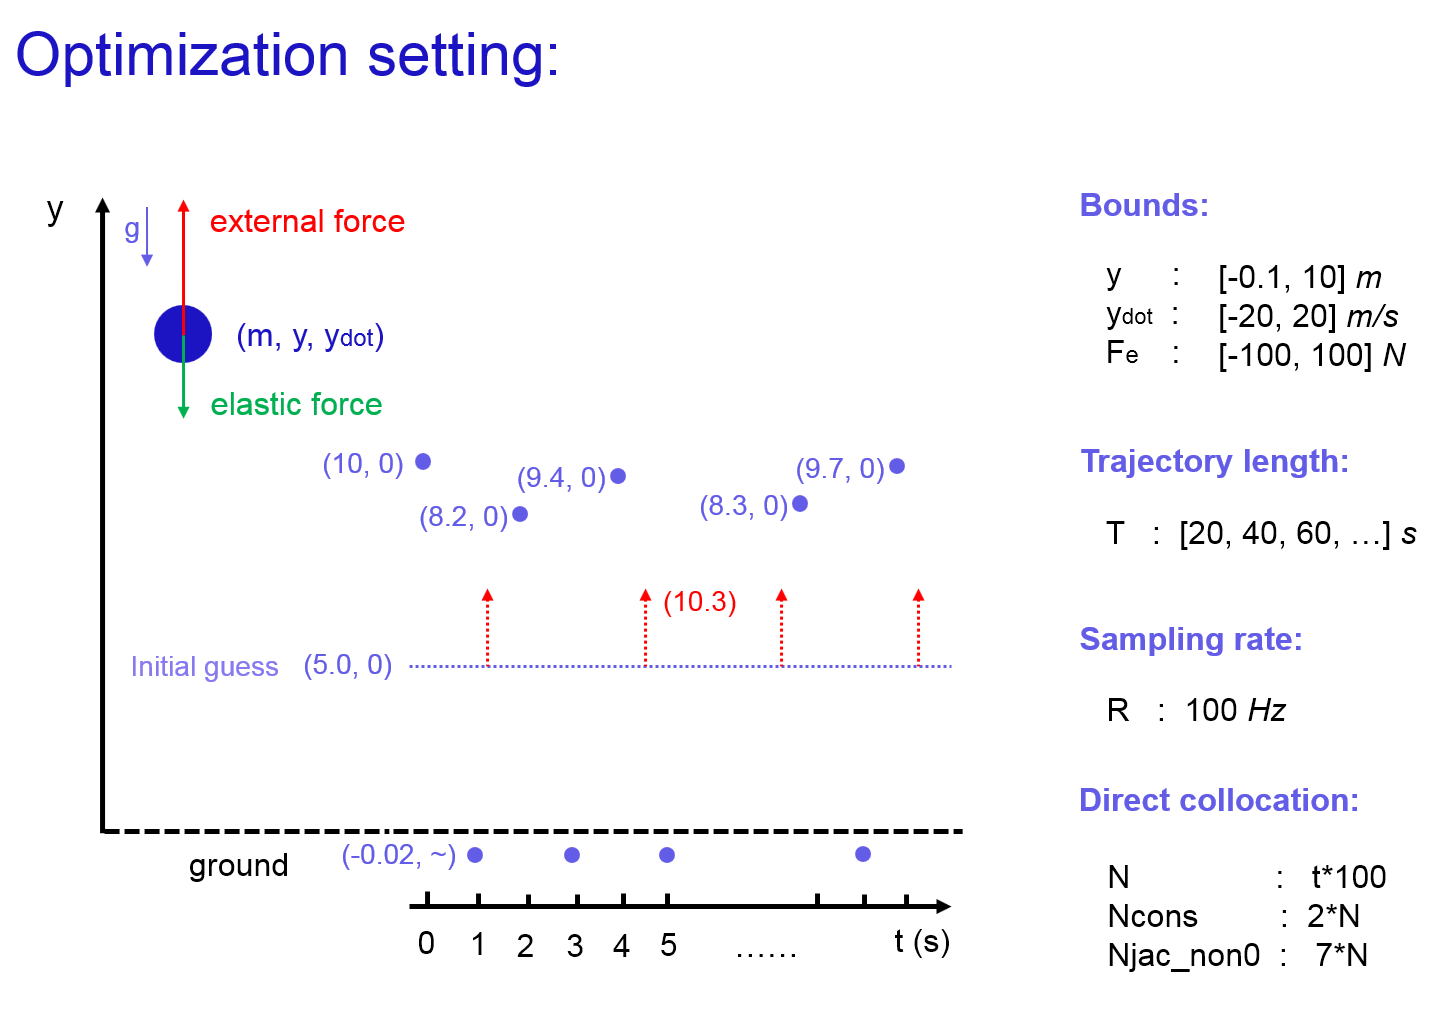 Optimization setting:
y
g
external force
(m, y, ydot)
elastic force
(10, 0)
(9.4, 0)
(8.2, 0)
(9.7, 0)
(8.3, 0)
(10.3)
Initial guess (5.0, 0)
ground
(-0.02, ~)
0 1 2 3 4 5 …… t (s)
Bounds:
y : [-0.1, 10] m
ydot : [-20, 20] m/s
Fe : [-100, 100] N
Trajectory length:
T : [20, 40, 60, …] s
Sampling rate:
R : 100 Hz
Direct collocation:
N : t*100
Ncons : 2*N
Njac_non0 : 7*N